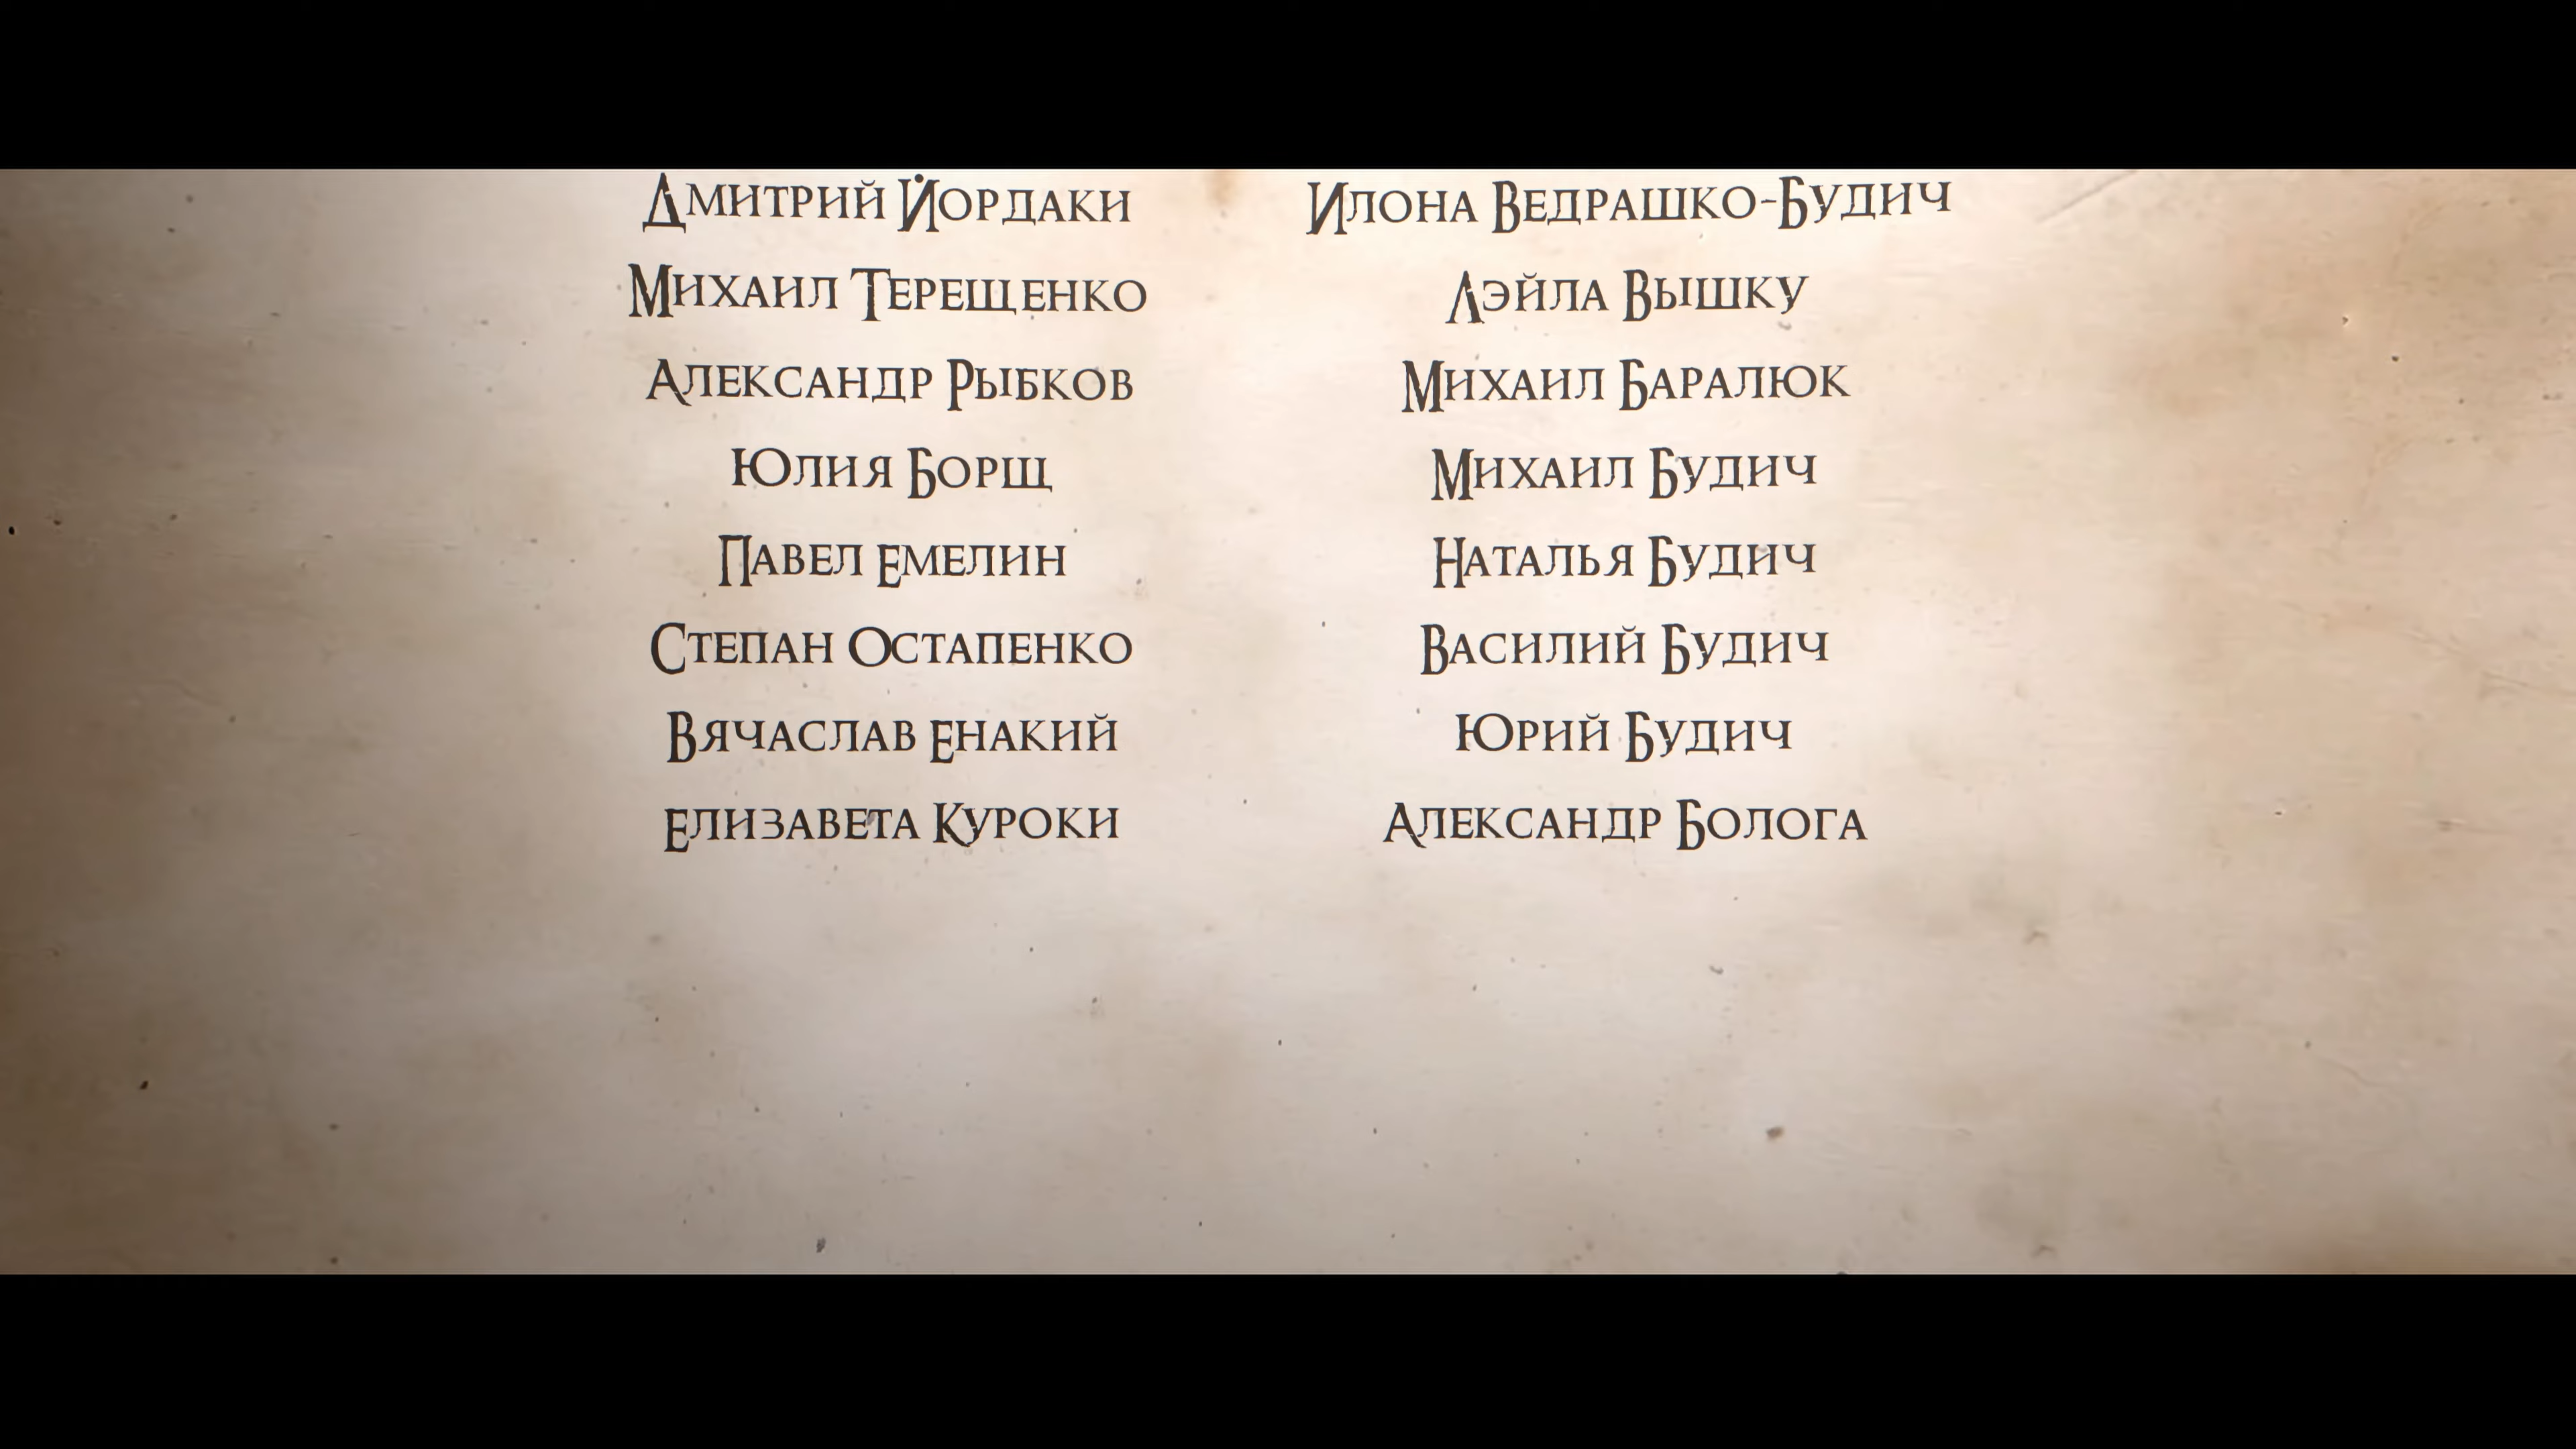 Дмитрий Йордаки
Михаил Терещенко
Александр Рыбков
Юлия Борщ
Павел Емелин
Степан Остапенко
Вячаслав Енакий
Елизавета Куроки
Илона Ведрашко-Будич
Лэйла Вышку
Михаил Баралюк
Михаил Будич
Наталья Будич
Василий Будич
Юрий Будич
Александр Болога